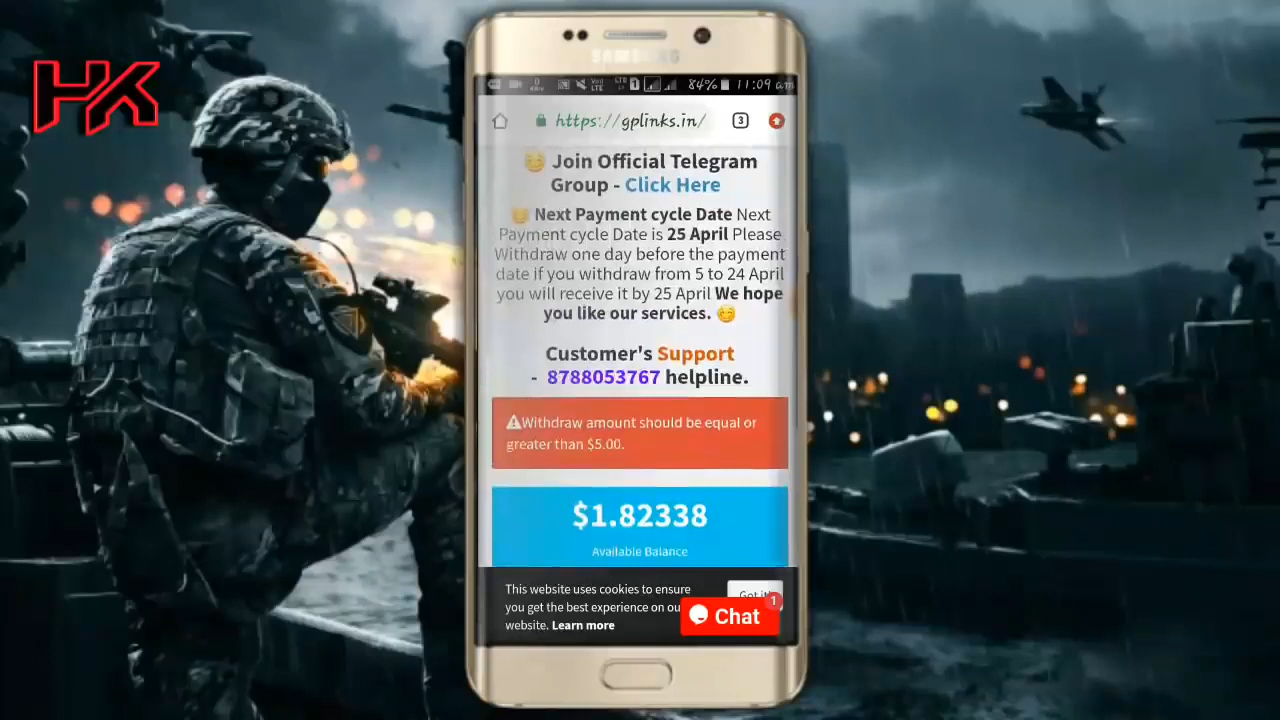 HK
SAMSUNG
84% 11:09 am
https://gplinks.in/ 3
Join Official Telegram
Group - Click Here
Next Payment cycle Date Next
Payment cycle Date is 25 April Please
Withdraw one day before the payment
date if you withdraw from 5 to 24 April
you will receive it by 25 April We hope
you like our services.
Customer's Support
- 8788053767 helpline.
Withdraw amount should be equal or
greater than $5.00.
$1.82338
Available Balance
This website uses cookies to ensure
you get the best experience on our
website. Learn more
Got it!
Chat 1